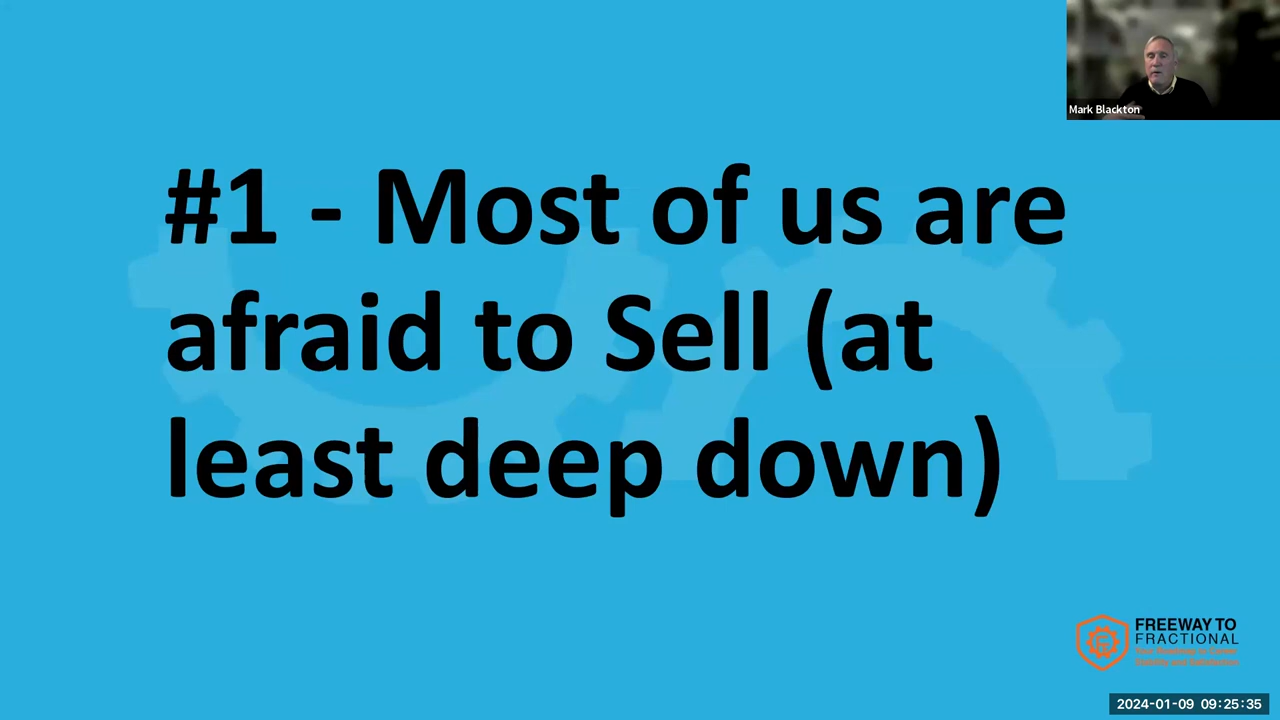 Mark Blackton
#1 - Most of us are
afraid to Sell (at
least deep down)
FREEWAY TO
FRACTIONAL
2024-01-09 09:25:35